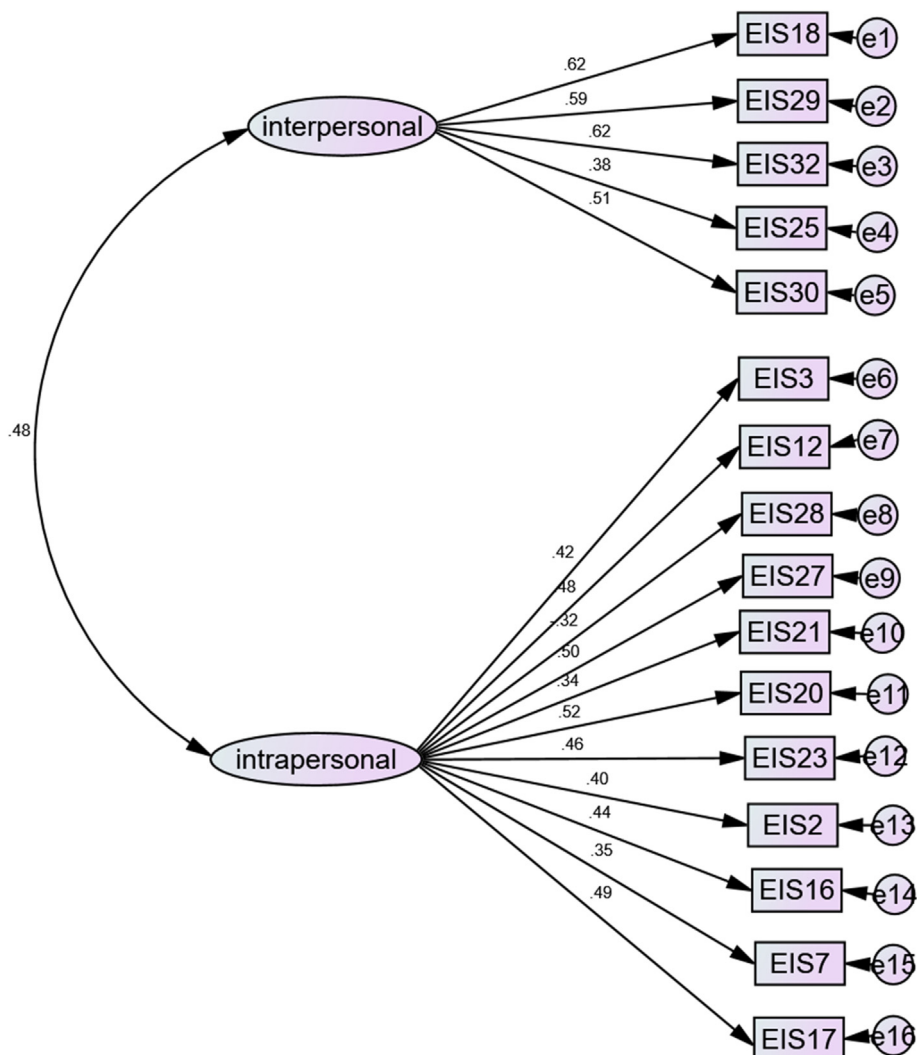 EIS18
e1
.62
.59
EIS29
e2
interpersonal
.62
EIS32
e3
.38
.51
EIS25
e4
EIS30
e5
EIS3
e6
.48
EIS12
e7
EIS28
e8
.42
.48
EIS27
e9
-.32
.50
EIS21
e10
.34
EIS20
e11
.52
.46
intrapersonal
EIS23
e12
.40
.44
EIS2
e13
.35
.49
EIS16
e14
EIS7
e15
EIS17
e16